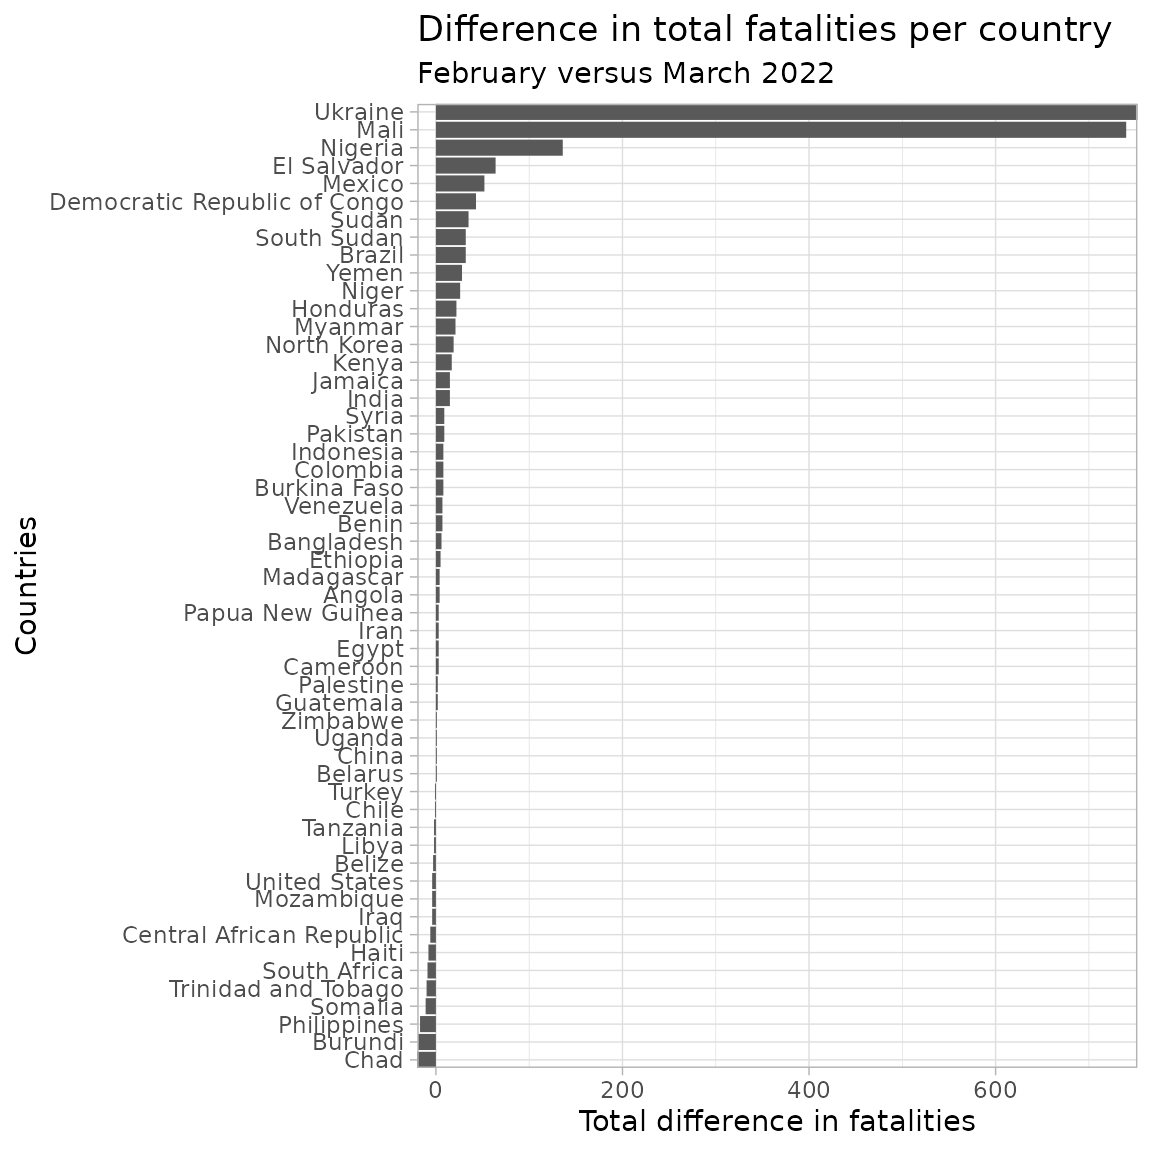 Difference in total fatalities per country
February versus March 2022
Countries
Ukraine
Mali
Nigeria
El Salvador
Mexico
Democratic Republic of Congo
Sudan
South Sudan
Brazil
Yemen
Niger
Honduras
Myanmar
North Korea
Kenya
Jamaica
India
Syria
Pakistan
Indonesia
Colombia
Burkina Faso
Venezuela
Benin
Bangladesh
Ethiopia
Madagascar
Angola
Papua New Guinea
Iran
Egypt
Cameroon
Palestine
Guatemala
Zimbabwe
Uganda
China
Belarus
Turkey
Chile
Tanzania
Libya
Belize
United States
Mozambique
Iraq
Central African Republic
Haiti
South Africa
Trinidad and Tobago
Somalia
Philippines
Burundi
Chad
0 200 400 600
Total difference in fatalities